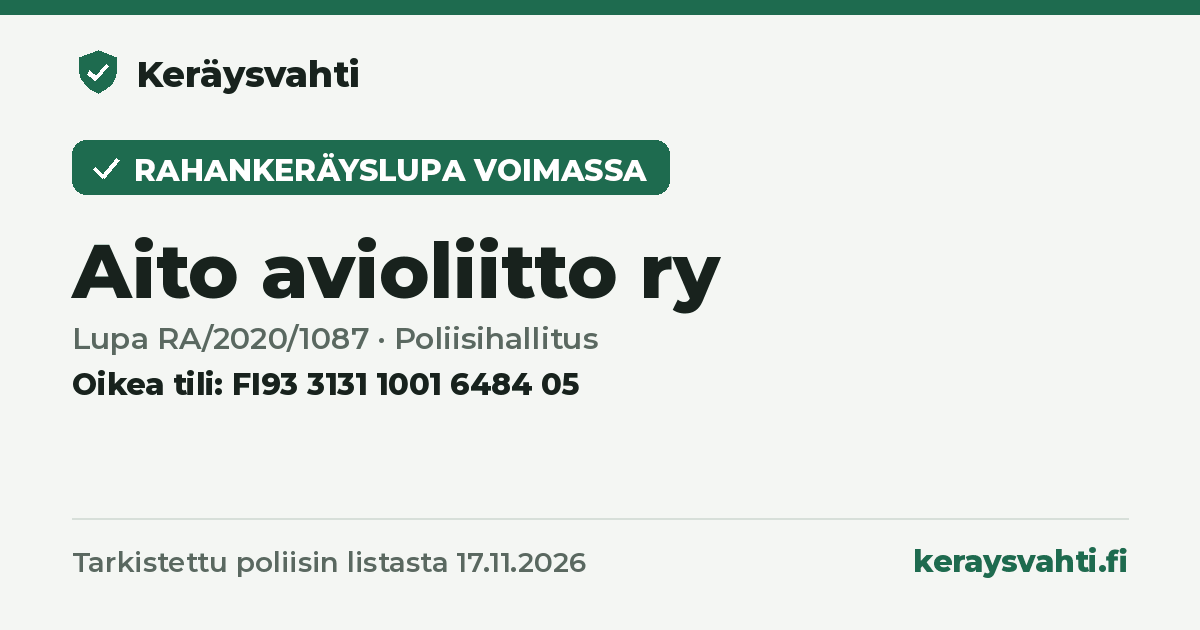 Keräysvahti
RAHANKERÄYSLUPA VOIMASSA
Aito avioliitto ry
Lupa RA/2020/1087 · Poliisihallitus
Oikea tili: FI93 3131 1001 6484 05
Tarkistettu poliisin listasta 17.11.2026
keraysvahti.fi